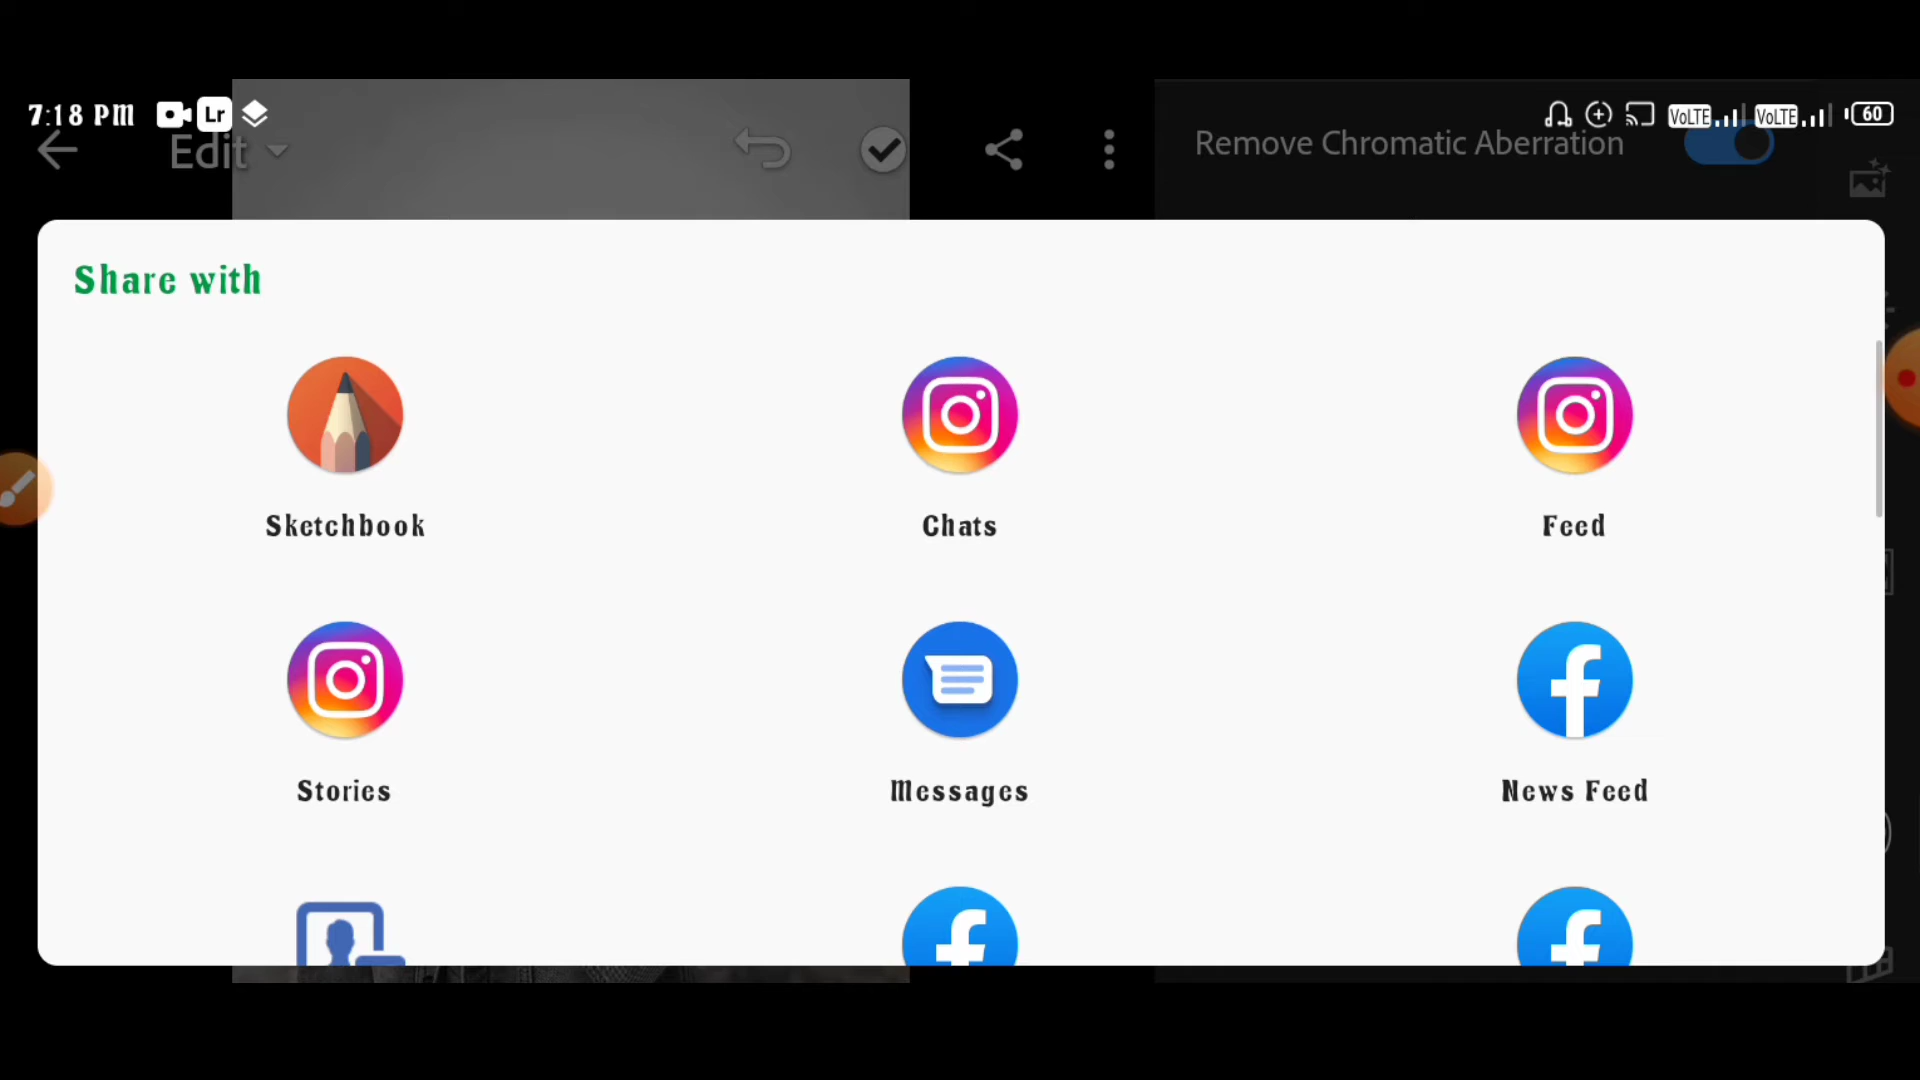 7:18 PM Lr VoLTE VoLTE 60
Edit Remove Chromatic Aberration
Share with
Sketchbook Chats Feed
Stories Messages News Feed